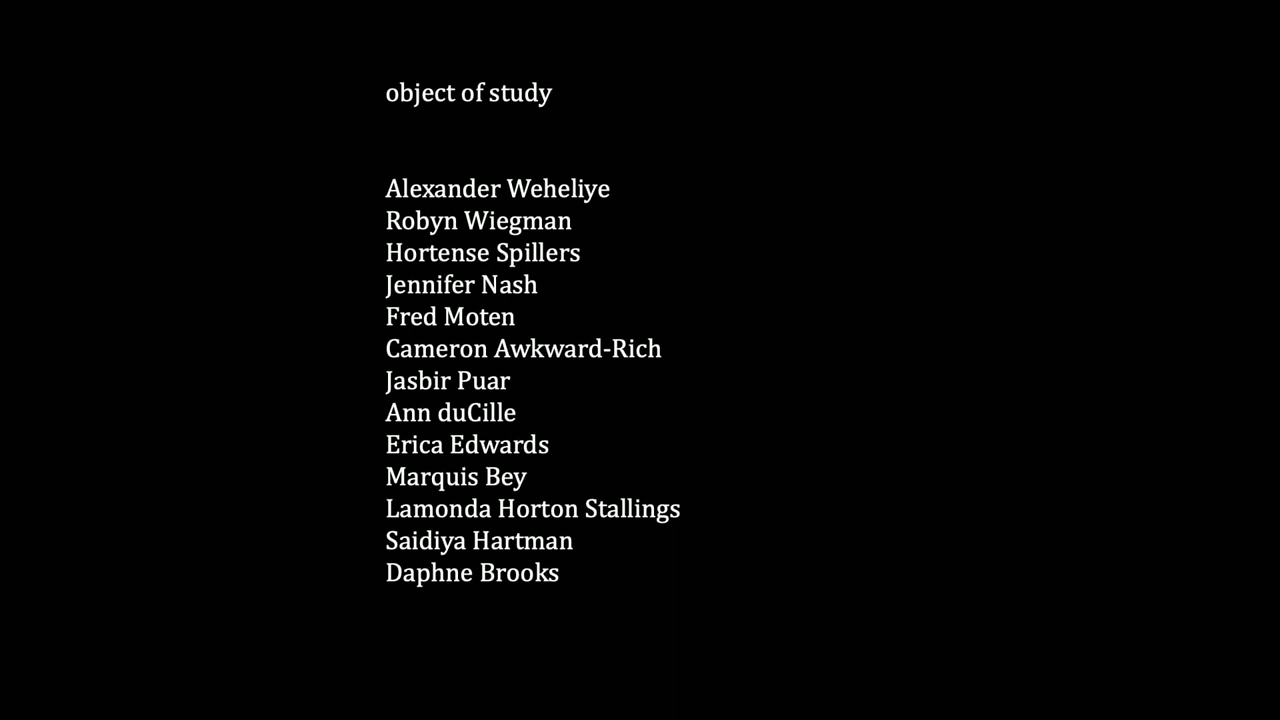 object of study
Alexander Weheliye
Robyn Wiegman
Hortense Spillers
Jennifer Nash
Fred Moten
Cameron Awkward-Rich
Jasbir Puar
Ann duCille
Erica Edwards
Marquis Bey
Lamonda Horton Stallings
Saidiya Hartman
Daphne Brooks